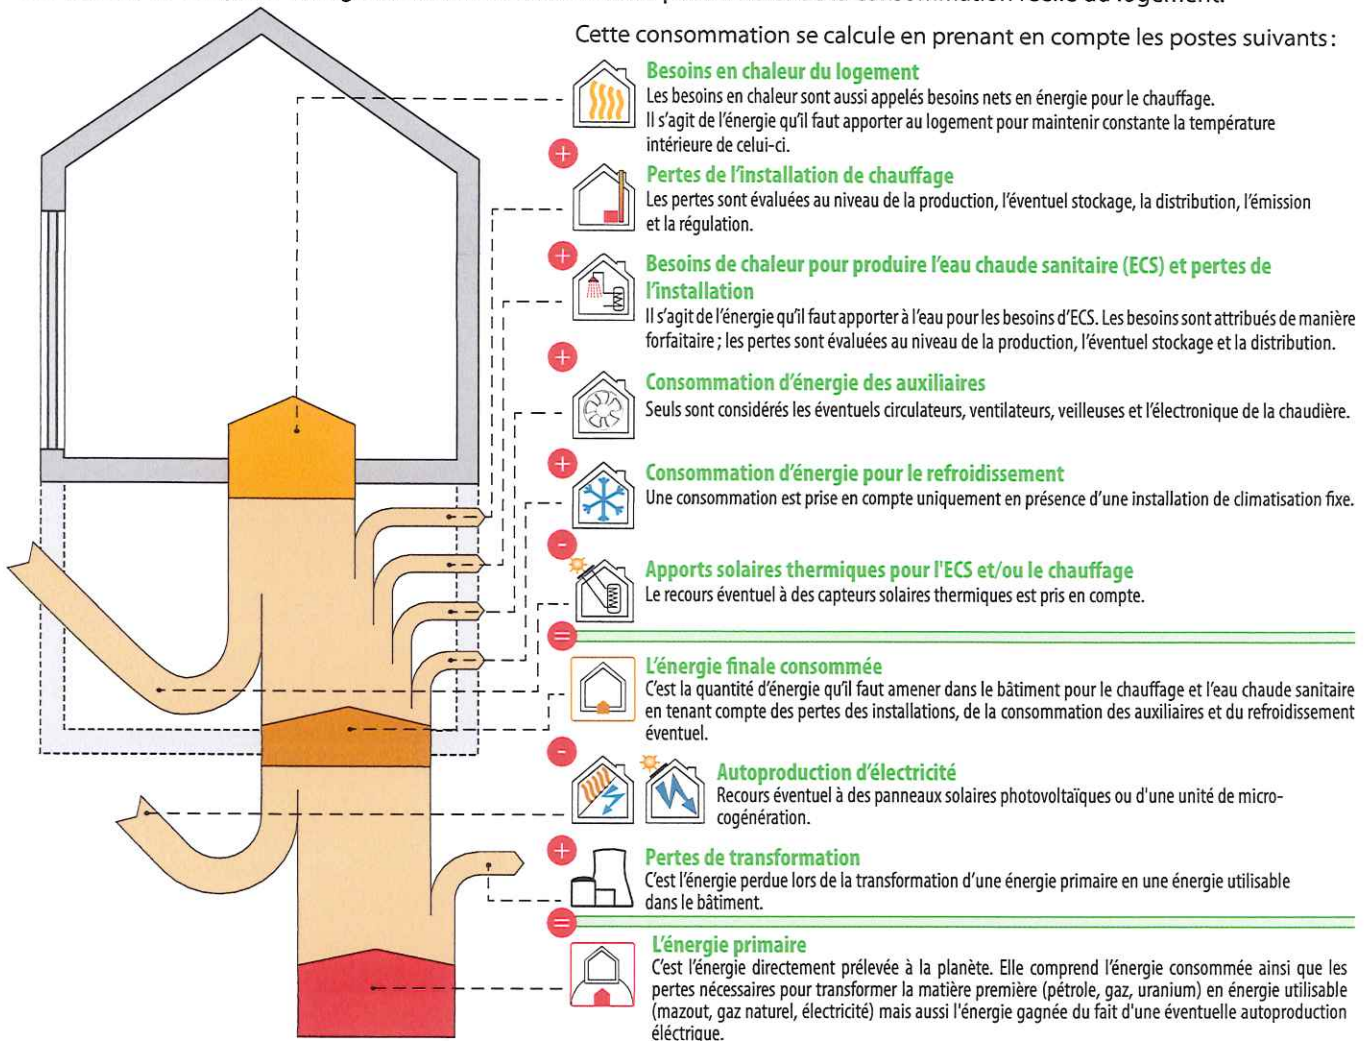 consommation réelle du logement.
Cette consommation se calcule en prenant en compte les postes suivants :
Besoins en chaleur du logement
Les besoins en chaleur sont aussi appelés besoins nets en énergie pour le chauffage.
Il s'agit de l'énergie qu'il faut apporter au logement pour maintenir constante la température
intérieure de celui-ci.
+
Pertes de l'installation de chauffage
Les pertes sont évaluées au niveau de la production, l'éventuel stockage, la distribution, l'émission
et la régulation.
+
Besoins de chaleur pour produire l'eau chaude sanitaire (ECS) et pertes de
l'installation
Il s'agit de l'énergie qu'il faut apporter à l'eau pour les besoins d'ECS. Les besoins sont attribués de manière
forfaitaire ; les pertes sont évaluées au niveau de la production, l'éventuel stockage et la distribution.
+
Consommation d'énergie des auxiliaires
Seuls sont considérés les éventuels circulateurs, ventilateurs, veilleuses et l'électronique de la chaudière.
+
Consommation d'énergie pour le refroidissement
Une consommation est prise en compte uniquement en présence d'une installation de climatisation fixe.
-
Apports solaires thermiques pour l'ECS et/ou le chauffage
Le recours éventuel à des capteurs solaires thermiques est pris en compte.
=
L'énergie finale consommée
C'est la quantité d'énergie qu'il faut amener dans le bâtiment pour le chauffage et l'eau chaude sanitaire
en tenant compte des pertes des installations, de la consommation des auxiliaires et du refroidissement
éventuel.
-
Autoproduction d'électricité
Recours éventuel à des panneaux solaires photovoltaïques ou d'une unité de micro-
cogénération.
+
Pertes de transformation
C'est l'énergie perdue lors de la transformation d'une énergie primaire en une énergie utilisable
dans le bâtiment.
=
L'énergie primaire
C'est l'énergie directement prélevée à la planète. Elle comprend l'énergie consommée ainsi que les
pertes nécessaires pour transformer la matière première (pétrole, gaz, uranium) en énergie utilisable
(mazout, gaz naturel, électricité) mais aussi l'énergie gagnée du fait d'une éventuelle autoproduction
éléctrique.